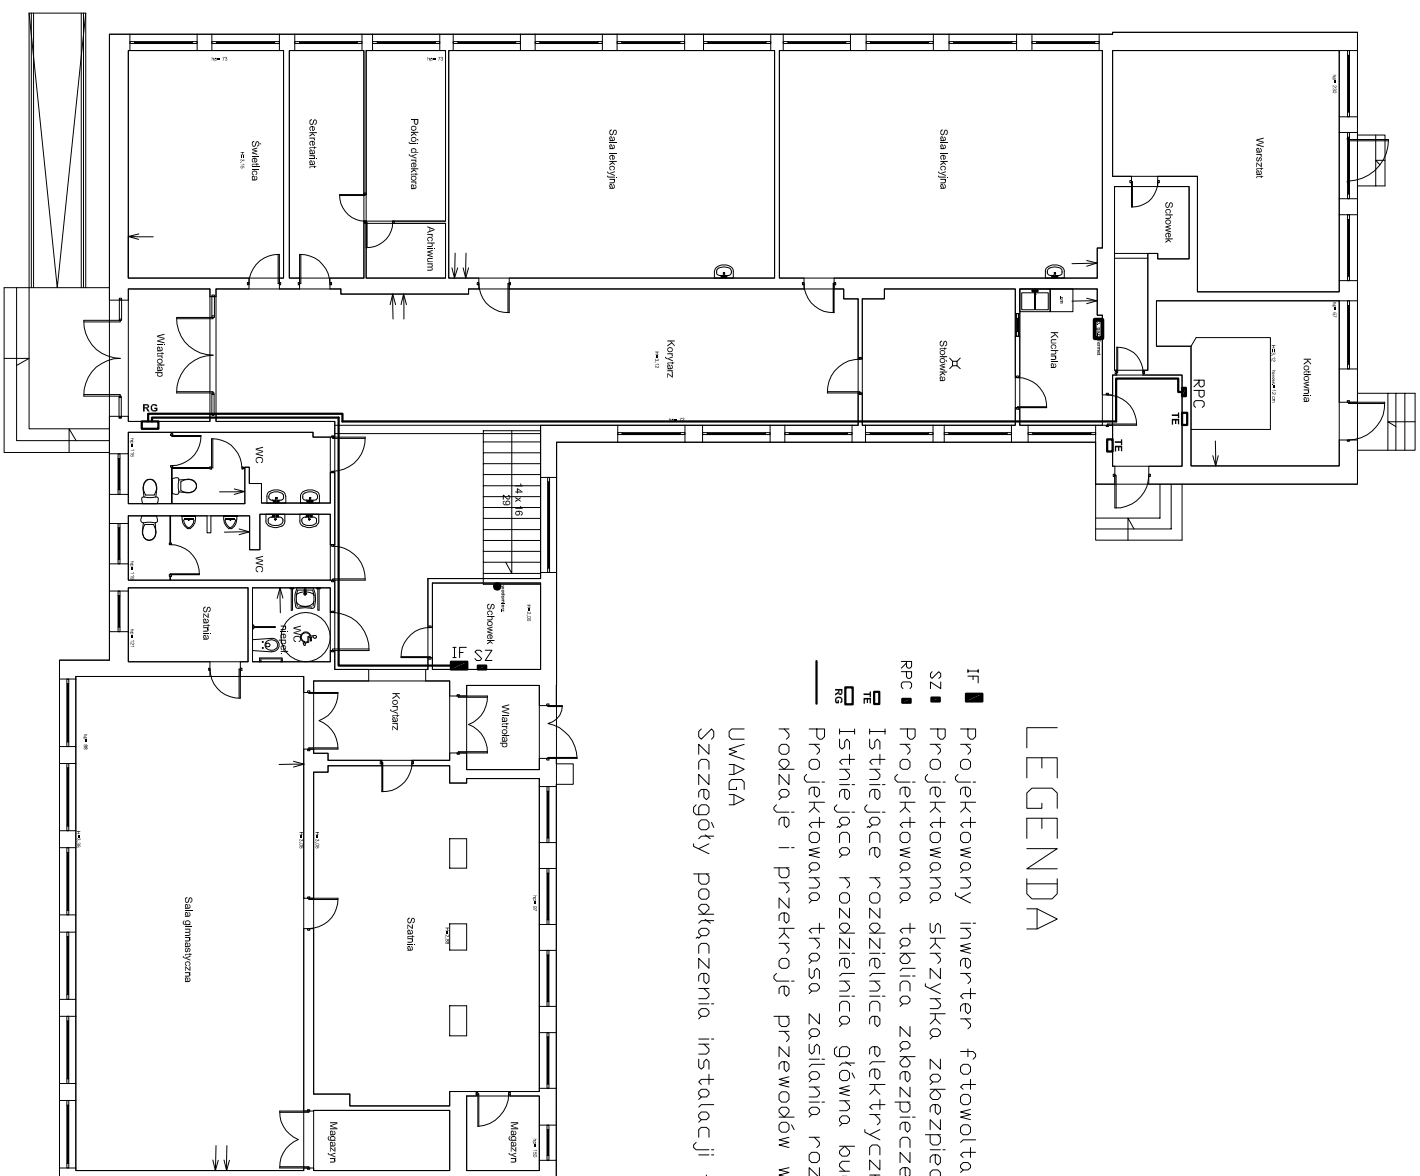 LEGENDA
IF Projektowany inwerter fotowolta
SZ Projektowana skrzynka zabezpiec
RPC Projektowana tablica zabezpiecze
TE Istniejące rozdzielnice elektryczn
RG Istniejąca rozdzielnica główna bu
Projektowana trasa zasilania roz
rodzaje i przekroje przewodów w
UWAGA
Szczegóły podłączenia instalacji
Warsztat
Schowek
Kotłownia
RPC
TE
TE
Sala lekcyjna
Sala lekcyjna
Kuchnia
Stołówka
Korytarz
Pokój dyrektora
Archiwum
Sekretariat
Świetlica
Wiatrołap
RG
WC
WC
14 x 16
29
Szatnia
WC
niepeł.
Schowek
IF
SZ
Korytarz
Wiatrołap
Szatnia
Sala gimnastyczna
Magazyn
Magazyn